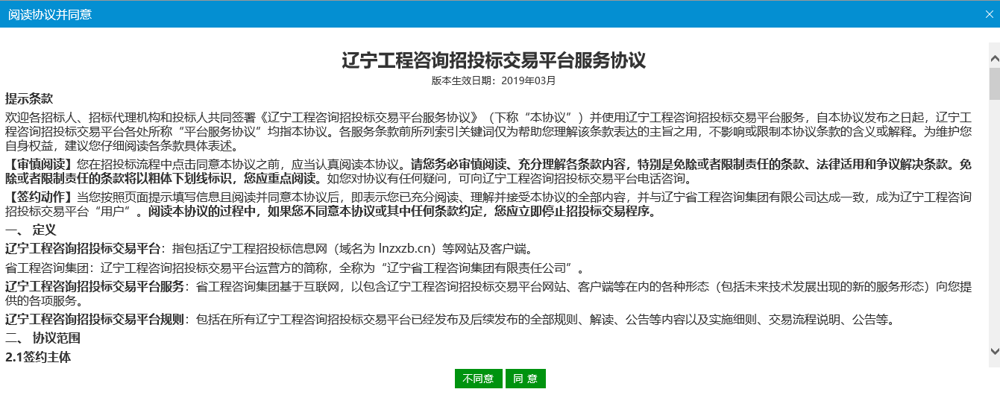 阅读协议并同意
辽宁工程咨询招投标交易平台服务协议
版本生效日期：2019年03月
提示条款
欢迎各招标人、招标代理机构和投标人共同签署《辽宁工程咨询招投标交易平台服务协议》（下称“本协议”）并使用辽宁工程咨询招投标交易平台服务，自本协议发布之日起，辽宁工
程咨询招投标交易平台各处所称“平台服务协议”均指本协议。各服务条款前所列索引关键词仅为帮助您理解该条款表达的主旨之用，不影响或限制本协议条款的含义或解释。为维护您
自身权益，建议您仔细阅读各条款具体表述。
【审慎阅读】您在招投标流程中点击同意本协议之前，应当认真阅读本协议。请您务必审慎阅读、充分理解各条款内容，特别是免除或者限制责任的条款、法律适用和争议解决条款。免
除或者限制责任的条款将以粗体下划线标识，您应重点阅读。如您对协议有任何疑问，可向辽宁工程咨询招投标交易平台电话咨询。
【签约动作】当您按照页面提示填写信息且阅读并同意本协议后，即表示您已充分阅读、理解并接受本协议的全部内容，并与辽宁省工程咨询集团有限公司达成一致，成为辽宁工程咨询
招投标交易平台“用户”。阅读本协议的过程中，如果您不同意本协议或其中任何条款约定，您应立即停止招投标交易程序。
一、 定义
辽宁工程咨询招投标交易平台：指包括辽宁工程招投标信息网（域名为 lnzxzb.cn）等网站及客户端。
省工程咨询集团：辽宁工程咨询招投标交易平台运营方的简称，全称为“辽宁省工程咨询集团有限责任公司”。
辽宁工程咨询招投标交易平台服务：省工程咨询集团基于互联网，以包含辽宁工程咨询招投标交易平台网站、客户端等在内的各种形态（包括未来技术发展出现的新的服务形态）向您提
供的各项服务。
辽宁工程咨询招投标交易平台规则：包括在所有辽宁工程咨询招投标交易平台已经发布及后续发布的全部规则、解读、公告等内容以及实施细则、交易流程说明、公告等。
二、 协议范围
2.1签约主体
不同意 同 意